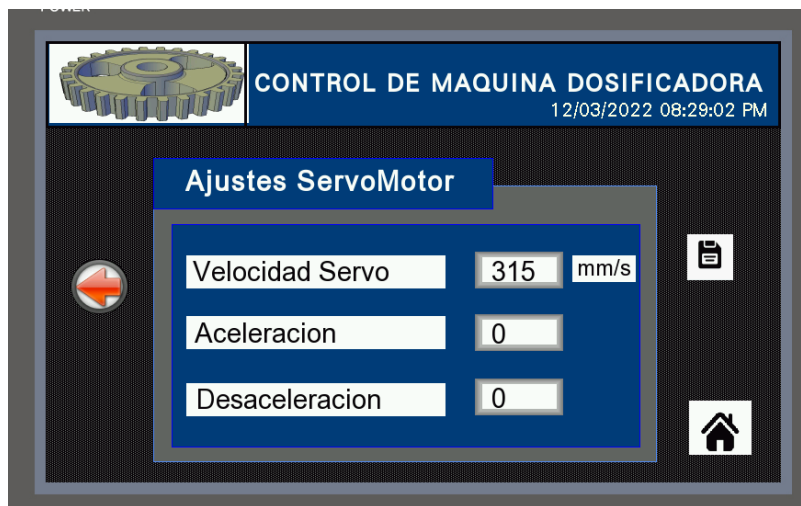 POWER
CONTROL DE MAQUINA DOSIFICADORA
12/03/2022 08:29:02 PM
Ajustes ServoMotor
Velocidad Servo 315 mm/s
Aceleracion 0
Desaceleracion 0